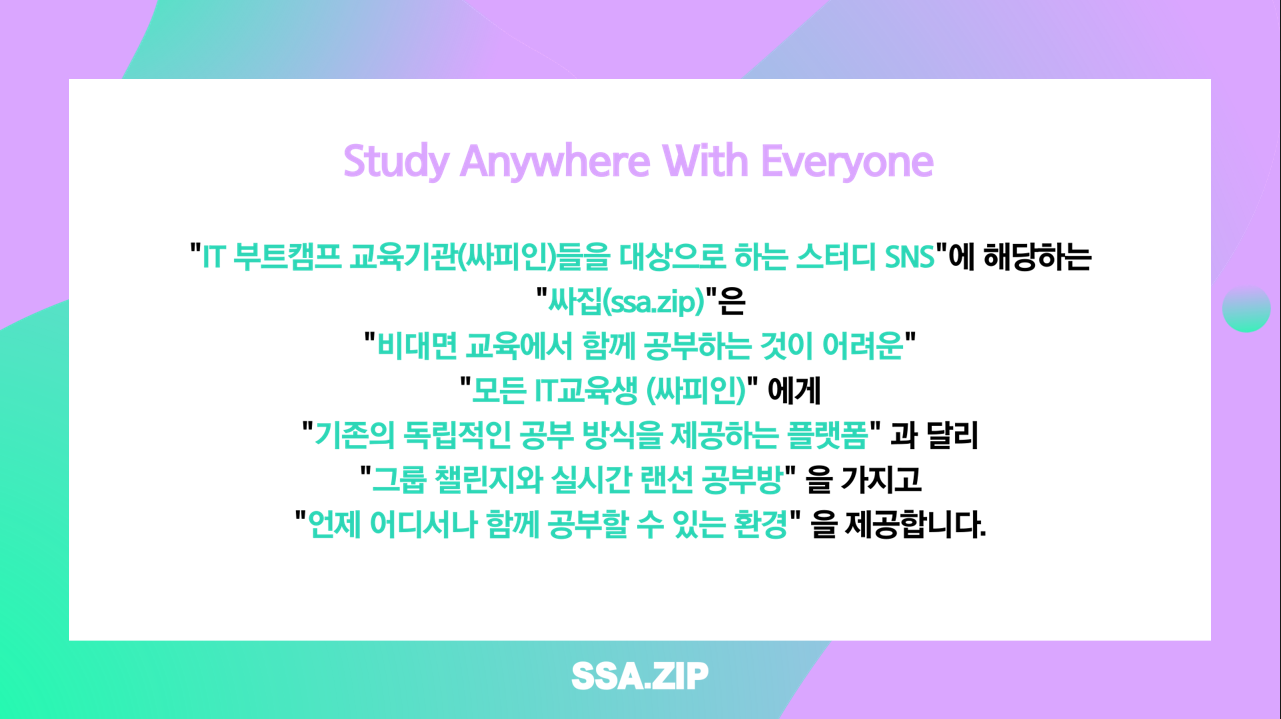 Study Anywhere With Everyone
"IT 부트캠프 교육기관(싸피인)들을 대상으로 하는 스터디 SNS"에 해당하는
"싸집(ssa.zip)"은
"비대면 교육에서 함께 공부하는 것이 어려운"
"모든 IT교육생 (싸피인)" 에게
"기존의 독립적인 공부 방식을 제공하는 플랫폼" 과 달리
"그룹 챌린지와 실시간 랜선 공부방" 을 가지고
"언제 어디서나 함께 공부할 수 있는 환경" 을 제공합니다.
SSA.ZIP